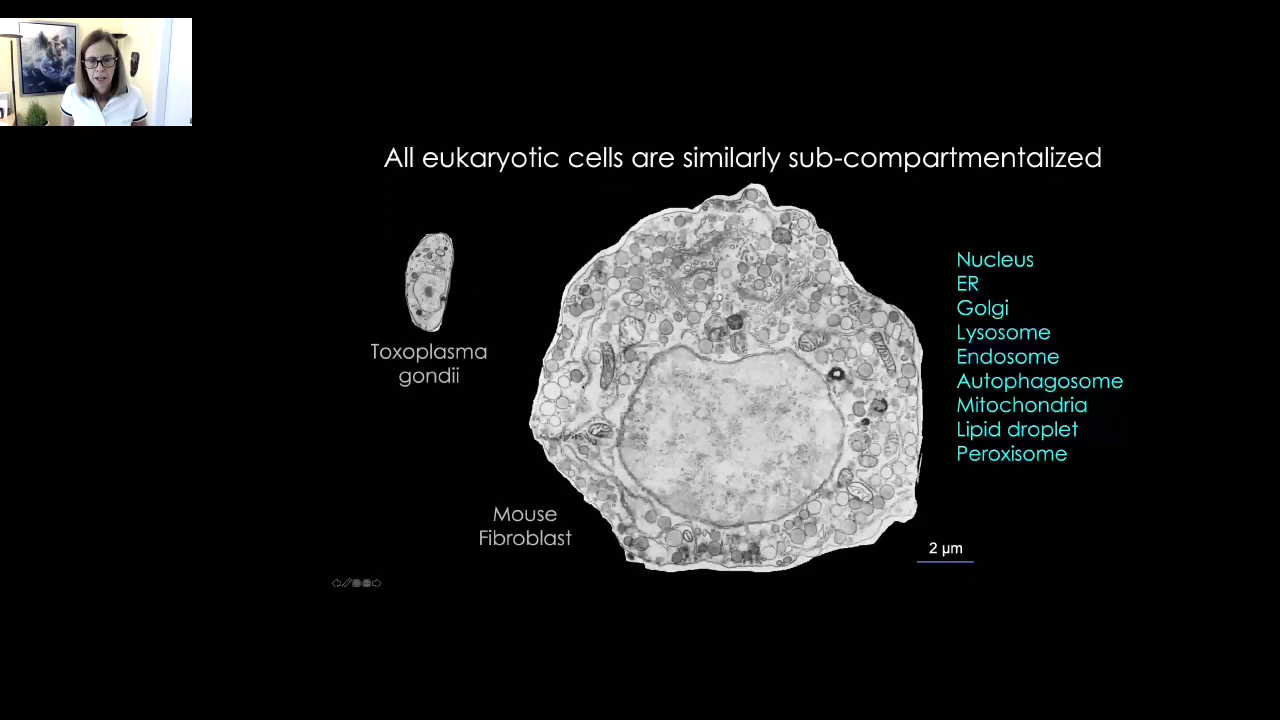 All eukaryotic cells are similarly sub-compartmentalized
Toxoplasma
gondii
Mouse
Fibroblast
Nucleus
ER
Golgi
Lysosome
Endosome
Autophagosome
Mitochondria
Lipid droplet
Peroxisome
2 µm